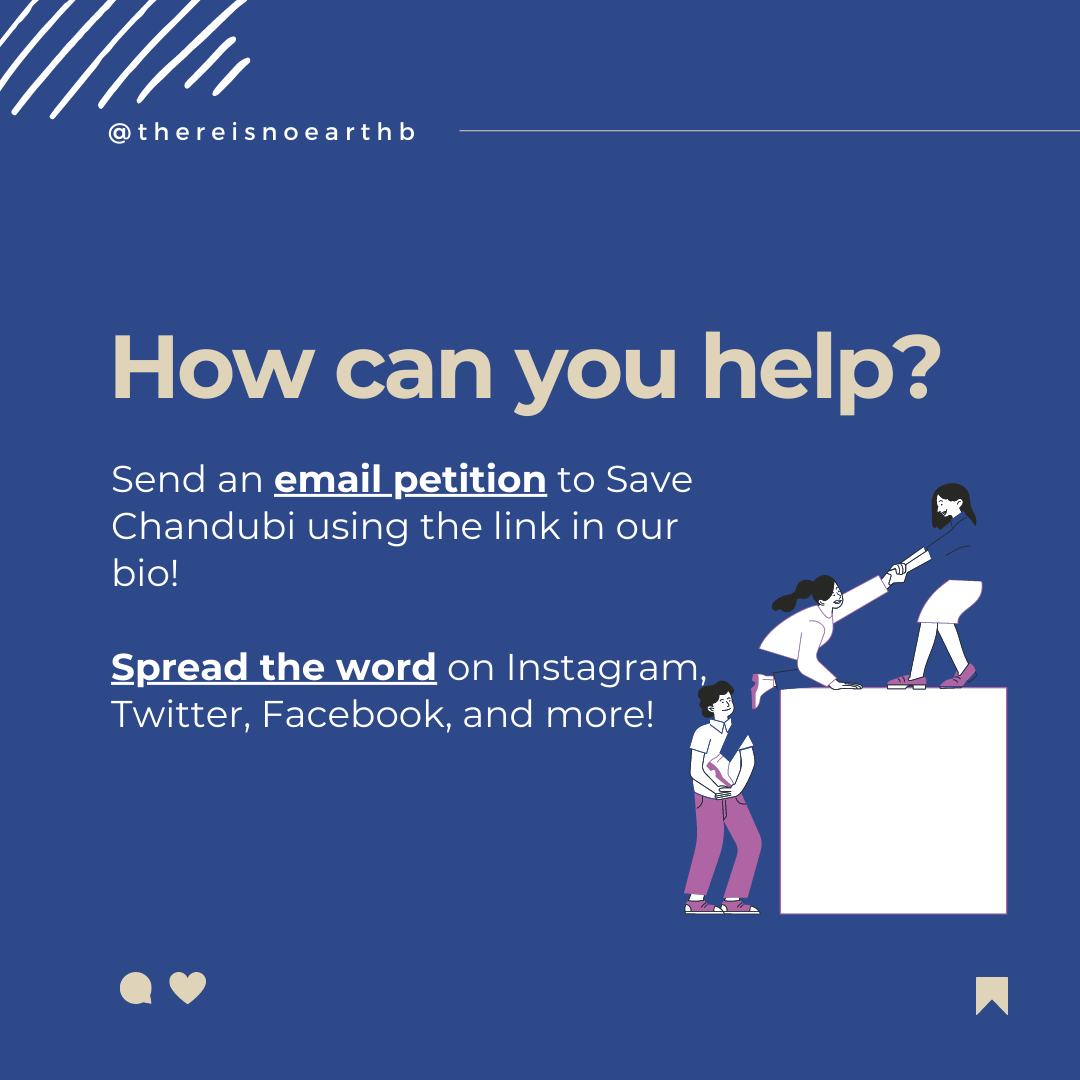 @thereisnoearthb
How can you help?
Send an email petition to Save
Chandubi using the link in our
bio!
Spread the word on Instagram,
Twitter, Facebook, and more!